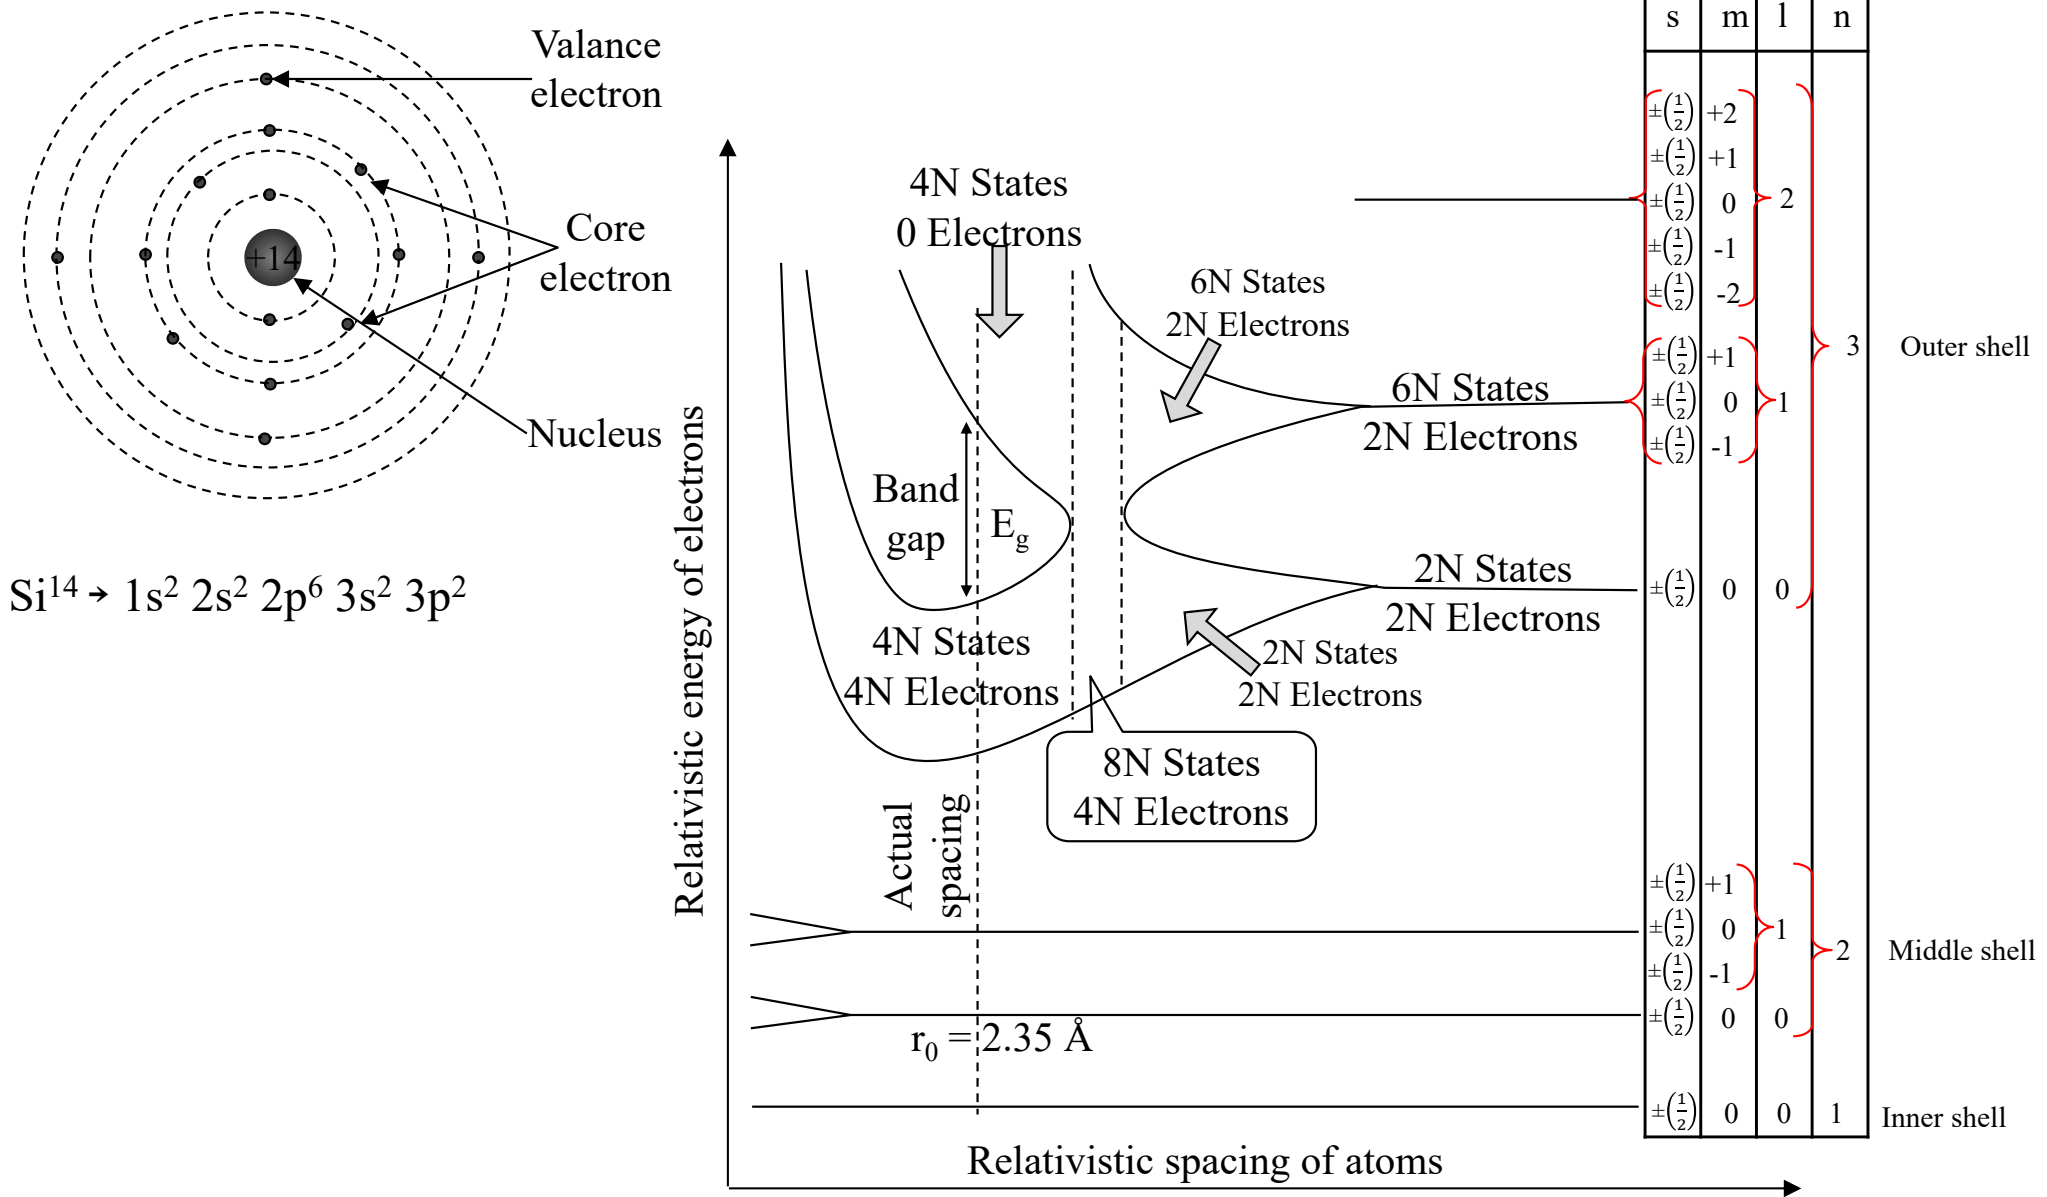 Valance
electron
Core
electron
+14
Nucleus
Si¹⁴ → 1s² 2s² 2p⁶ 3s² 3p²
Relativistic energy of electrons
4N States
0 Electrons
6N States
2N Electrons
6N States
2N Electrons
Band
gap
E_g
2N States
2N Electrons
4N States
4N Electrons
2N States
2N Electrons
8N States
4N Electrons
Actual
spacing
r₀ = 2.35 Å
Relativistic spacing of atoms
s m l n
±(1/2) +2
±(1/2) +1
±(1/2) 0 2
±(1/2) -1
±(1/2) -2
3 Outer shell
±(1/2) +1
±(1/2) 0 1
±(1/2) -1
±(1/2) 0 0
±(1/2) +1
±(1/2) 0 1
2 Middle shell
±(1/2) -1
±(1/2) 0 0
±(1/2) 0 0 1 Inner shell